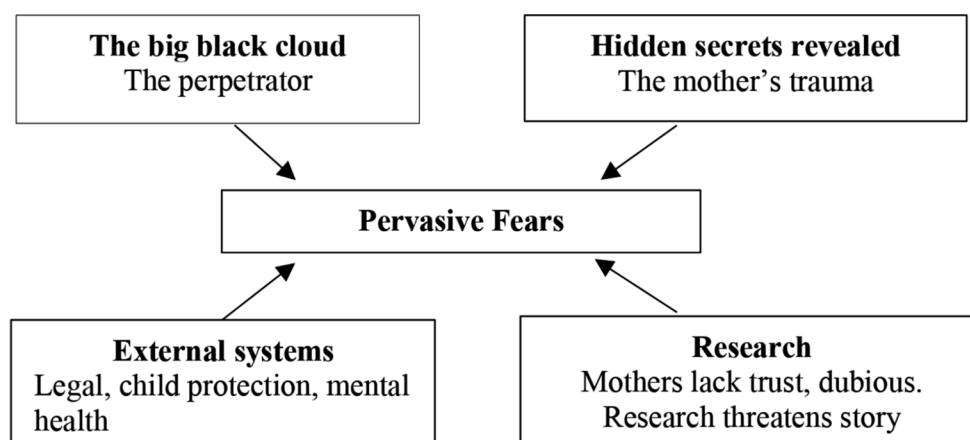 The big black cloud
The perpetrator
Hidden secrets revealed
The mother’s trauma
Pervasive Fears
External systems
Legal, child protection, mental
health
Research
Mothers lack trust, dubious.
Research threatens story